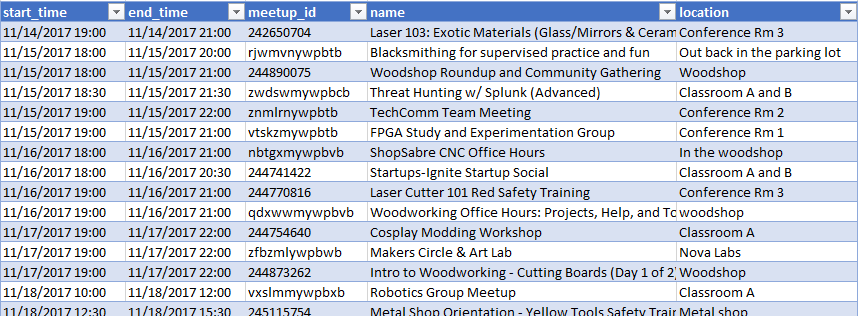 start_time end_time meetup_id name location
11/14/2017 19:00 11/14/2017 21:00 242650704 Laser 103: Exotic Materials (Glass/Mirrors & Ceram Conference Rm 3
11/15/2017 18:00 11/15/2017 20:00 rjwmvnywpbtb Blacksmithing for supervised practice and fun Out back in the parking lot
11/15/2017 18:00 11/15/2017 21:00 244890075 Woodshop Roundup and Community Gathering Woodshop
11/15/2017 18:30 11/15/2017 21:30 zwdswmywpbcb Threat Hunting w/ Splunk (Advanced) Classroom A and B
11/15/2017 19:00 11/15/2017 22:00 znmlrnywpbtb TechComm Team Meeting Conference Rm 2
11/15/2017 19:00 11/15/2017 21:00 vtskzmywpbtb FPGA Study and Experimentation Group Conference Rm 1
11/16/2017 18:00 11/16/2017 21:00 nbtgxmywpbvb ShopSabre CNC Office Hours In the woodshop
11/16/2017 18:00 11/16/2017 20:30 244741422 Startups-Ignite Startup Social Classroom A and B
11/16/2017 19:00 11/16/2017 21:00 244770816 Laser Cutter 101 Red Safety Training Conference Rm 3
11/16/2017 19:00 11/16/2017 21:00 qdxwwmywpbvb Woodworking Office Hours: Projects, Help, and To woodshop
11/17/2017 19:00 11/17/2017 22:00 244754640 Cosplay Modding Workshop Classroom A
11/17/2017 19:00 11/17/2017 22:00 zfbzmlywpbwb Makers Circle & Art Lab Nova Labs
11/17/2017 19:00 11/17/2017 22:00 244873262 Intro to Woodworking - Cutting Boards (Day 1 of 2) Woodshop
11/18/2017 10:00 11/18/2017 12:00 vxslmmywpbxb Robotics Group Meetup Classroom A
11/18/2017 12:30 11/18/2017 15:30 245115754 Metal Shop Orientation - Yellow Tools Safety Train Metal shop